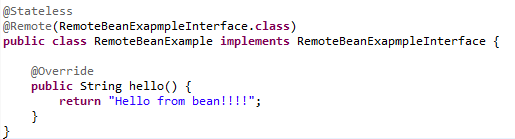 @Stateless
@Remote(RemoteBeanExapmpleInterface.class)
public class RemoteBeanExample implements RemoteBeanExapmpleInterface {
@Override
public String hello() {
return "Hello from bean!!!!";
}
}